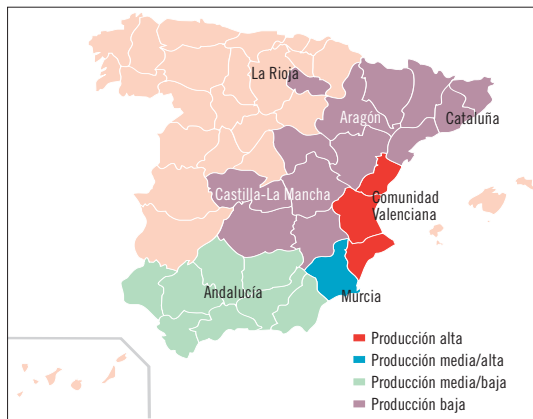 La Rioja
Aragón
Cataluña
Castilla-La Mancha
Comunidad
Valenciana
Andalucía
Murcia
Producción alta
Producción media/alta
Producción media/baja
Producción baja